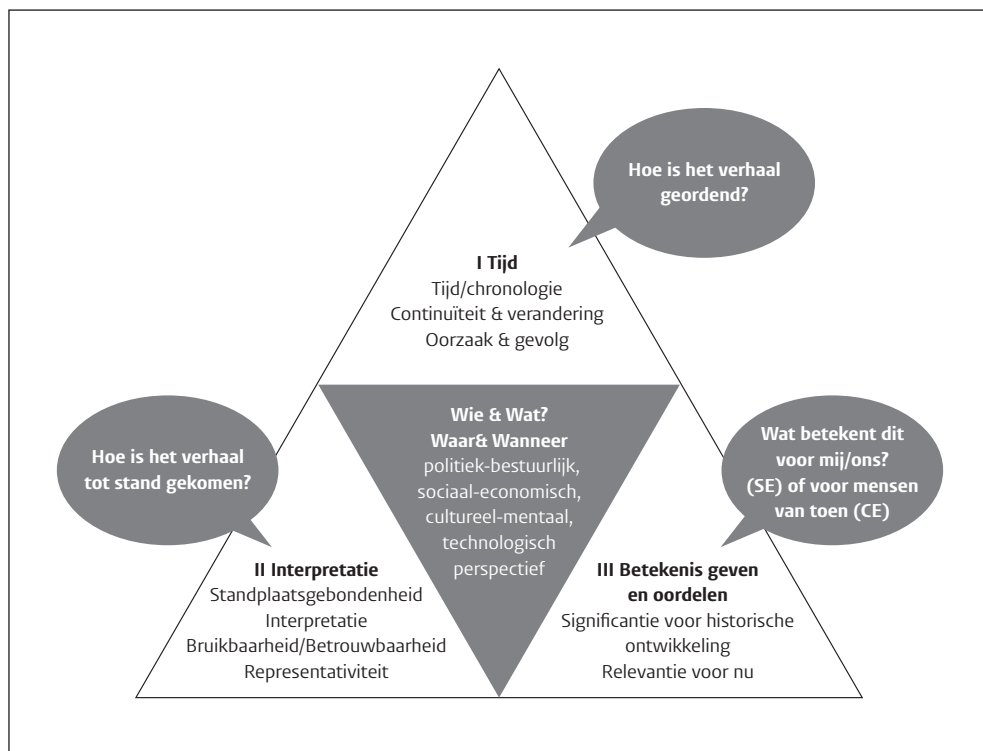 Hoe is het verhaal
geordend?
I Tijd
Tijd/chronologie
Continuïteit & verandering
Oorzaak & gevolg
Wie & Wat?
Waar& Wanneer
politiek-bestuurlijk,
sociaal-economisch,
cultureel-mentaal,
technologisch
perspectief
Hoe is het verhaal
tot stand gekomen?
Wat betekent dit
voor mij/ons?
(SE) of voor mensen
van toen (CE)
II Interpretatie
Standplaatsgebondenheid
Interpretatie
Bruikbaarheid/Betrouwbaarheid
Representativiteit
III Betekenis geven
en oordelen
Significantie voor historische
ontwikkeling
Relevantie voor nu